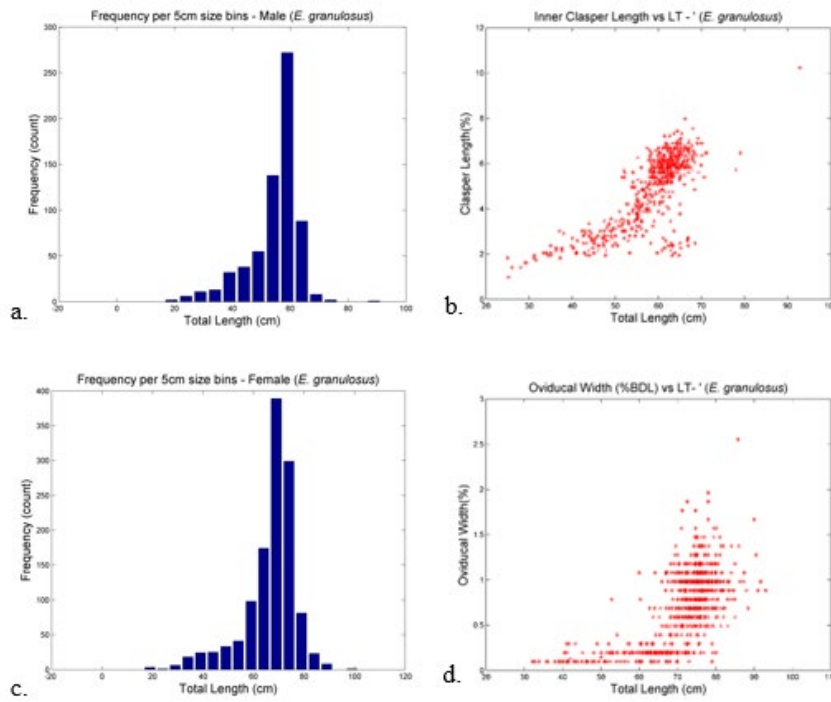 Frequency per 5cm size bins - Male (E. granulosus)
300
250
200
150
100
50
0
Frequency (count)
-20 0 20 40 60 80 100
Total Length (cm)
a.
Inner Clasper Length vs LT - ' (E. granulosus)
12
10
8
6
4
2
0
Clasper Length(%)
20 30 40 50 60 70 80 90 100
Total Length (cm)
b.
Frequency per 5cm size bins - Female (E. granulosus)
400
350
300
250
200
150
100
50
0
Frequency (count)
-20 0 20 40 60 80 100 120
Total Length (cm)
c.
Oviducal Width (%BDL) vs LT- ' (E. granulosus)
3
2.5
2
1.5
1
0.5
0
Oviducal Width(%)
20 30 40 50 60 70 80 90 100
Total Length (cm)
d.